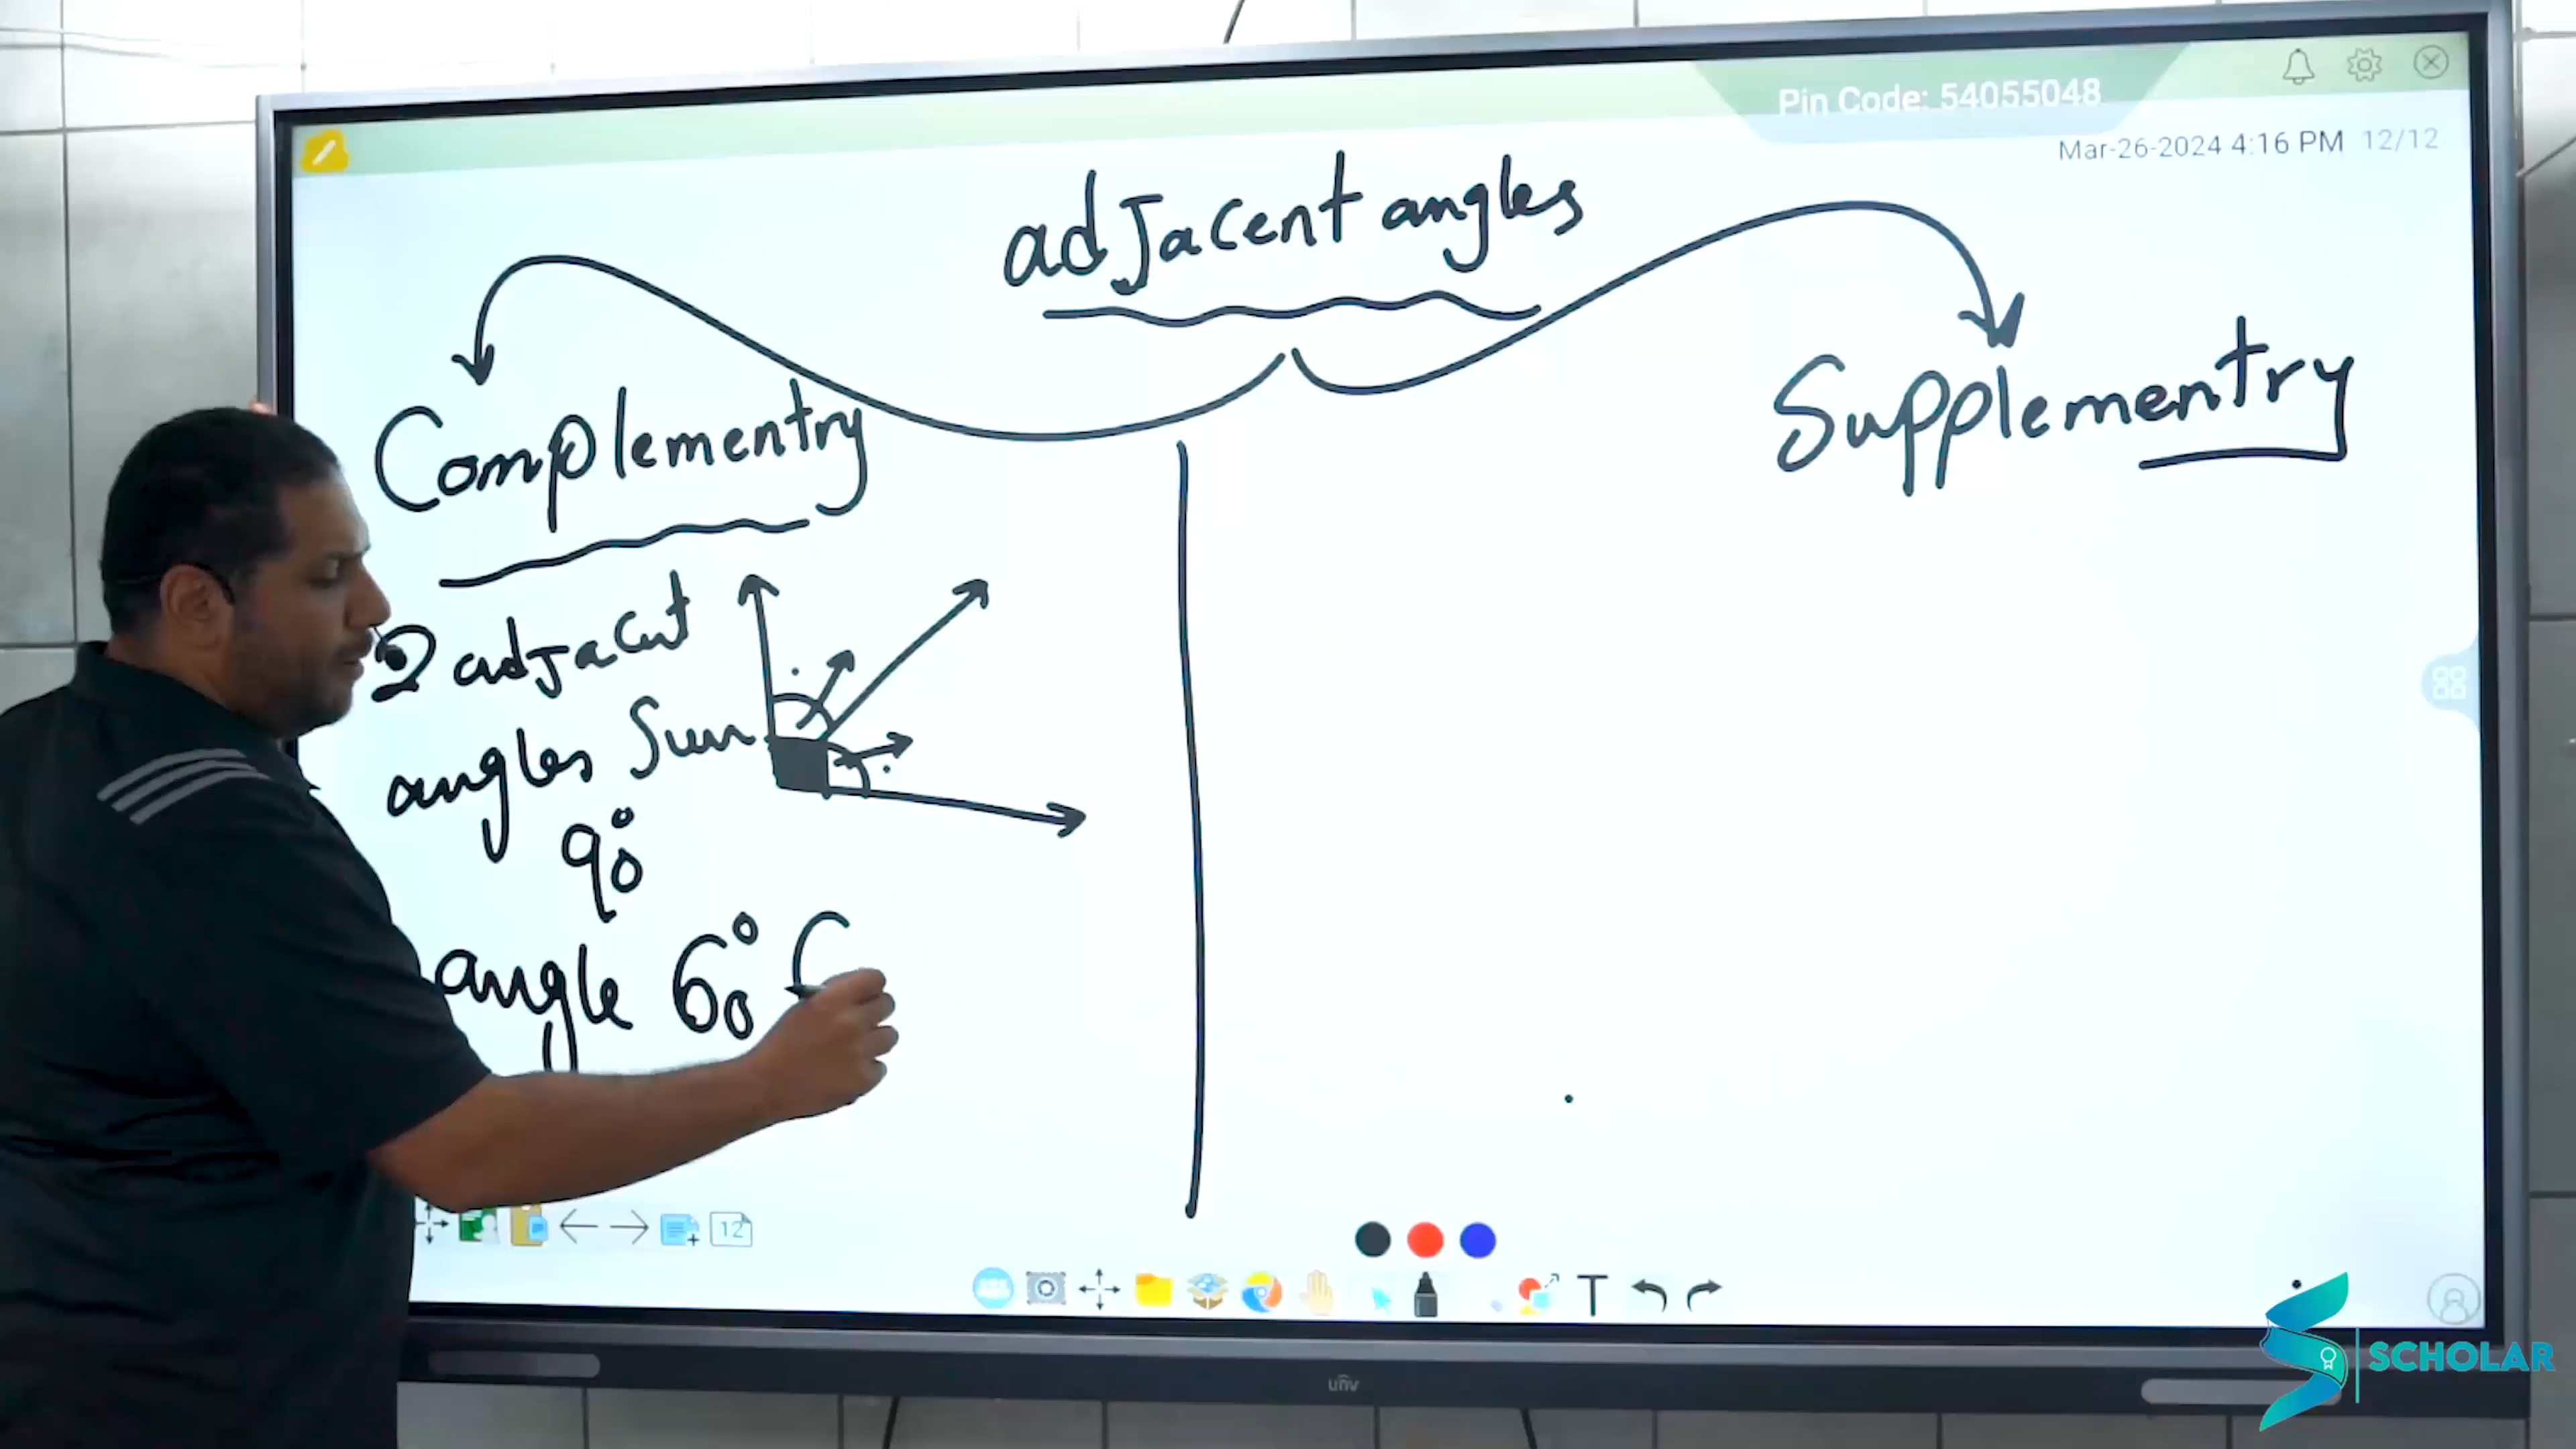 Pin Code: 54055048
Mar-26-2024 4:16 PM 12/12
adjacent angles
Complementry
Supplementry
2 adjacent
angles Sum
90°
angle 60° C
12
T
unv
SCHOLAR